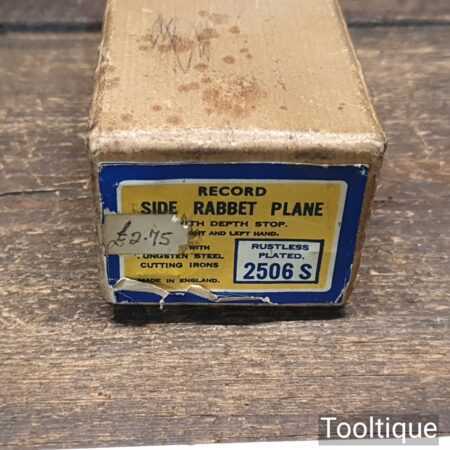 RECORD
SIDE RABBET PLANE
WITH DEPTH STOP.
AND LEFT HAND.
WITH
TUNGSTEN STEEL
CUTTING IRONS
MADE IN ENGLAND.
RUSTLESS
PLATED.
2506 S
£2.75
Tooltique